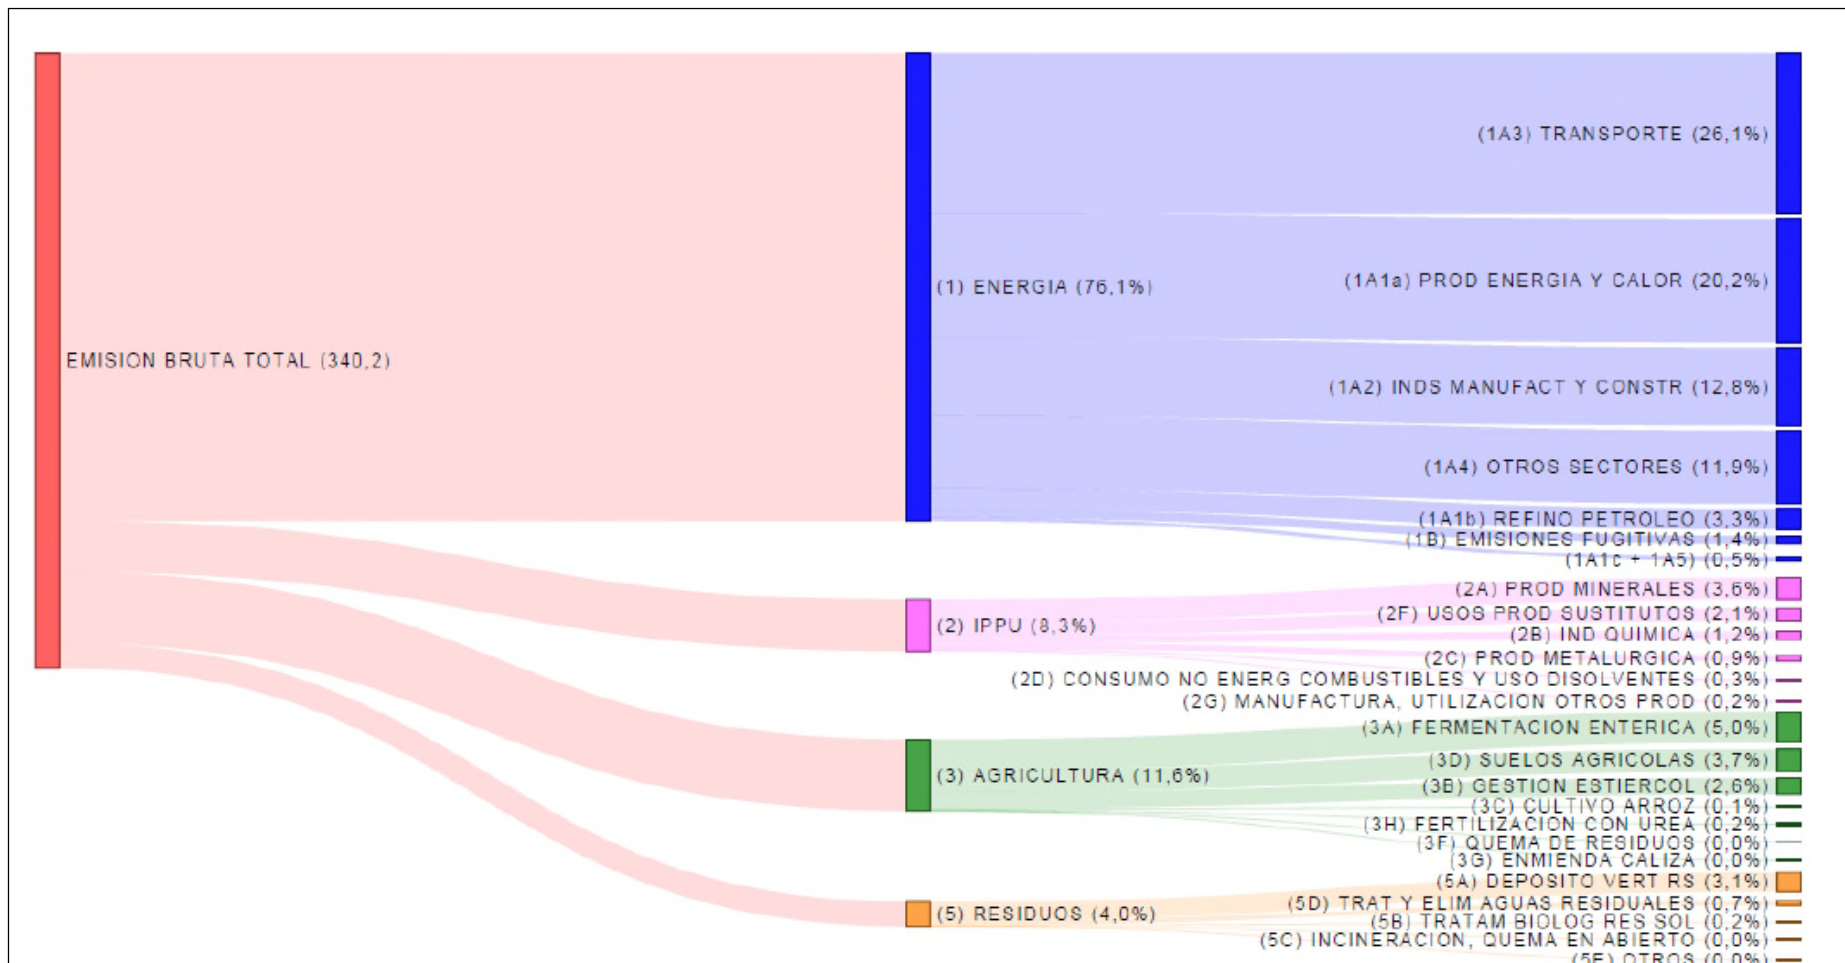 EMISION BRUTA TOTAL (340,2)
(1) ENERGIA (76,1%)
(2) IPPU (8,3%)
(3) AGRICULTURA (11,6%)
(5) RESIDUOS (4,0%)
(1A3) TRANSPORTE (26,1%)
(1A1a) PROD ENERGIA Y CALOR (20,2%)
(1A2) INDS MANUFACT Y CONSTR (12,8%)
(1A4) OTROS SECTORES (11,9%)
(1A1b) REFINO PETROLEO (3,3%)
(1B) EMISIONES FUGITIVAS (1,4%)
(1A1c + 1A5) (0,5%)
(2A) PROD MINERALES (3,6%)
(2F) USOS PROD SUSTITUTOS (2,1%)
(2B) IND QUIMICA (1,2%)
(2C) PROD METALURGICA (0,9%)
(2D) CONSUMO NO ENERG COMBUSTIBLES Y USO DISOLVENTES (0,3%)
(2G) MANUFACTURA, UTILIZACION OTROS PROD (0,2%)
(3A) FERMENTACION ENTERICA (5,0%)
(3D) SUELOS AGRICOLAS (3,7%)
(3B) GESTION ESTIERCOL (2,6%)
(3C) CULTIVO ARROZ (0,1%)
(3H) FERTILIZACION CON UREA (0,2%)
(3F) QUEMA DE RESIDUOS (0,0%)
(3G) ENMIENDA CALIZA (0,0%)
(5A) DEPOSITO VERT RS (3,1%)
(5D) TRAT Y ELIM AGUAS RESIDUALES (0,7%)
(5B) TRATAM BIOLOG RES SOL (0,2%)
(5C) INCINERACION, QUEMA EN ABIERTO (0,0%)
(5E) OTROS (0,0%)